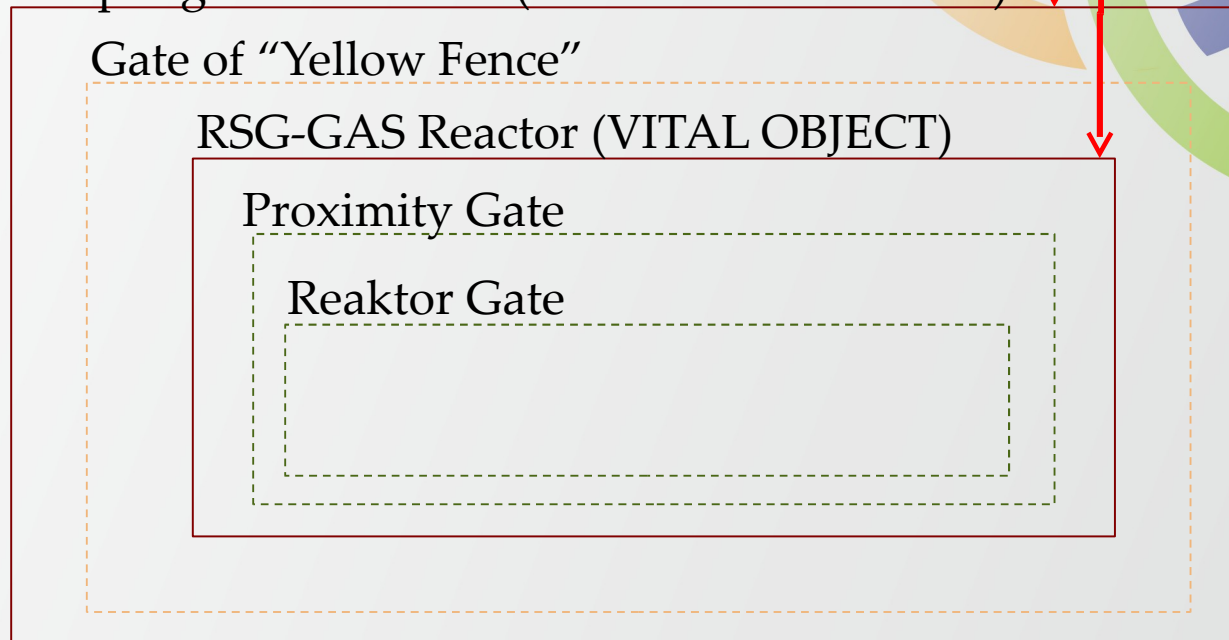 Gate of “Yellow Fence”
RSG-GAS Reactor (VITAL OBJECT)
Proximity Gate
Reaktor Gate